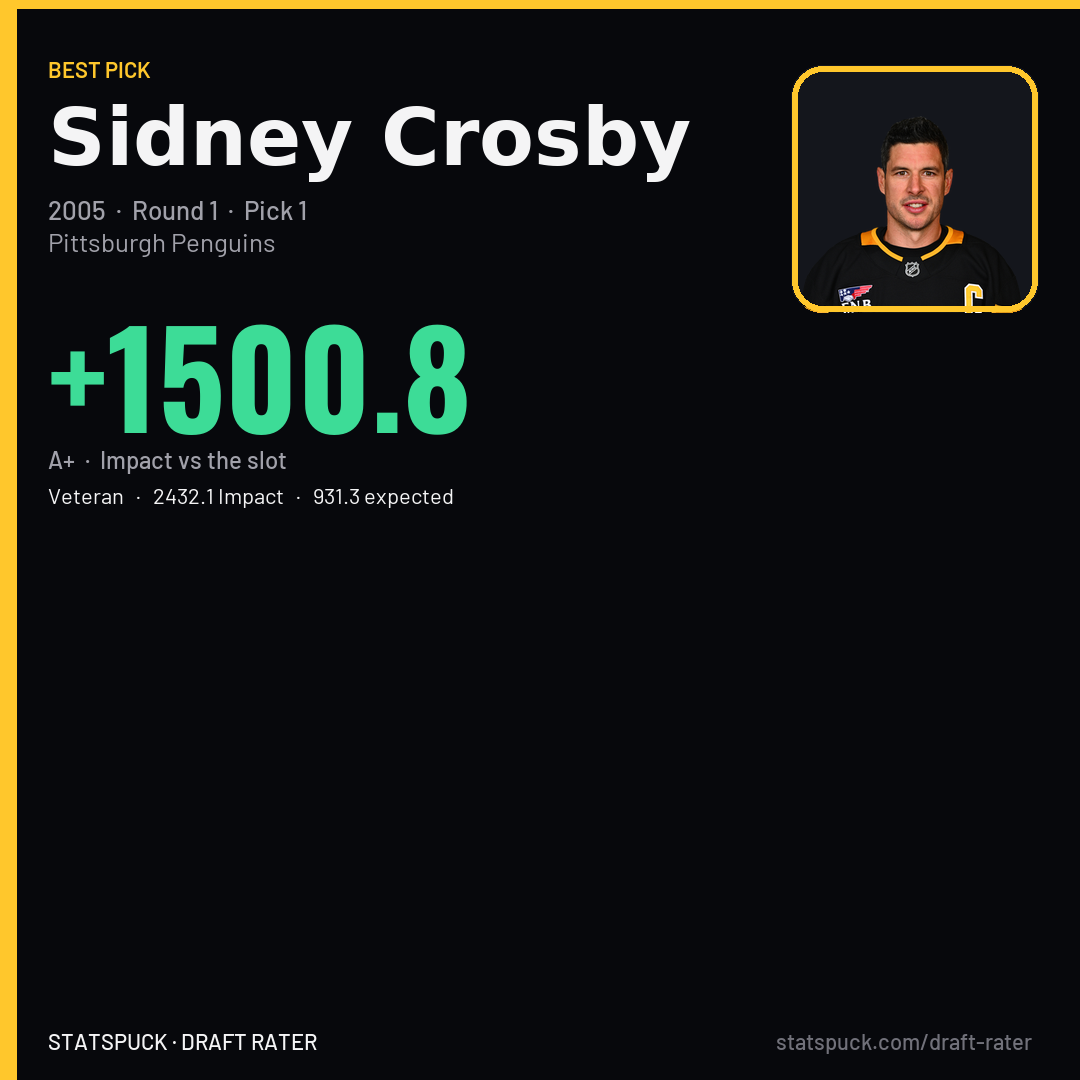 BEST PICK
Sidney Crosby
2005 · Round 1 · Pick 1
Pittsburgh Penguins
+1500.8
A+ · Impact vs the slot
Veteran · 2432.1 Impact · 931.3 expected
C
STATSPUCK · DRAFT RATER
statspuck.com/draft-rater